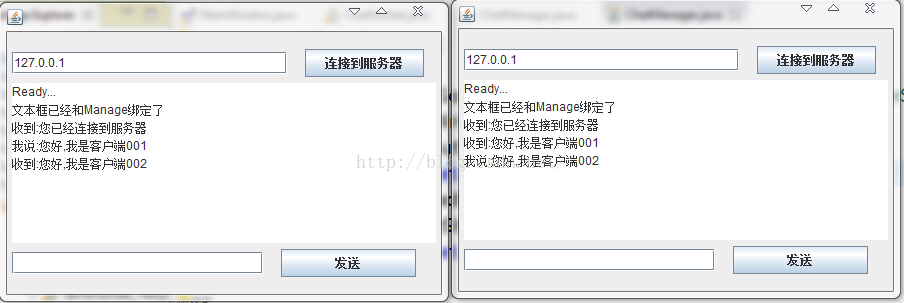 127.0.0.1
连接到服务器
Ready...
文本框已经和Manage绑定了
收到:您已经连接到服务器
我说:您好,我是客户端001
收到:您好,我是客户端002
发送
ChatManager.java
ChatManager.java
127.0.0.1
连接到服务器
Ready...
文本框已经和Manage绑定了
收到:您已经连接到服务器
收到:您好,我是客户端001
我说:您好,我是客户端002
发送